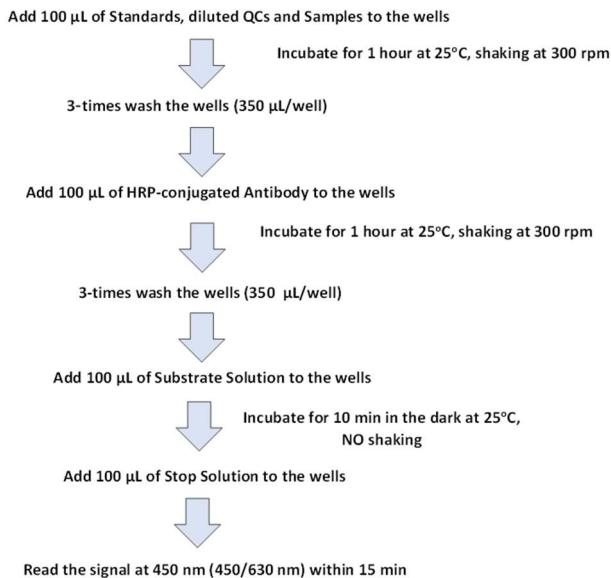 Add 100 µL of Standards, diluted QCs and Samples to the wells
Incubate for 1 hour at 25°C, shaking at 300 rpm
3-times wash the wells (350 µL/well)
Add 100 µL of HRP-conjugated Antibody to the wells
Incubate for 1 hour at 25°C, shaking at 300 rpm
3-times wash the wells (350 µL/well)
Add 100 µL of Substrate Solution to the wells
Incubate for 10 min in the dark at 25°C,
NO shaking
Add 100 µL of Stop Solution to the wells
Read the signal at 450 nm (450/630 nm) within 15 min